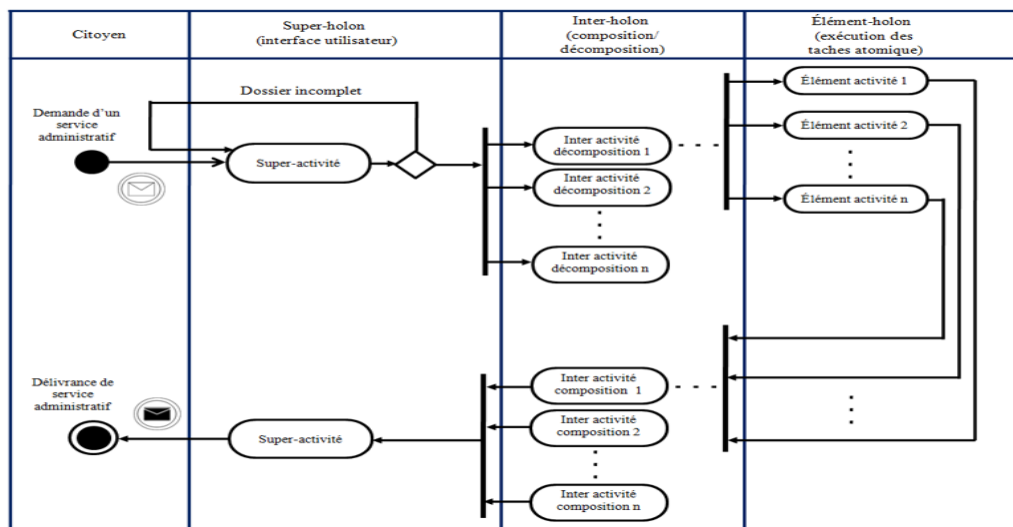 Citoyen
Super-holon
(interface utilisateur)
Inter-holon
(composition/
décomposition)
Élément-holon
(exécution des
taches atomique)
Demande d'un
service
administratif
Dossier incomplet
Super-activité
Inter activité
décomposition 1
Inter activité
décomposition 2
Inter activité
décomposition n
Élément activité 1
Élément activité 2
Élément activité n
Délivrance de
service
administratif
Super-activité
Inter activité
composition 1
Inter activité
composition 2
Inter activité
composition n